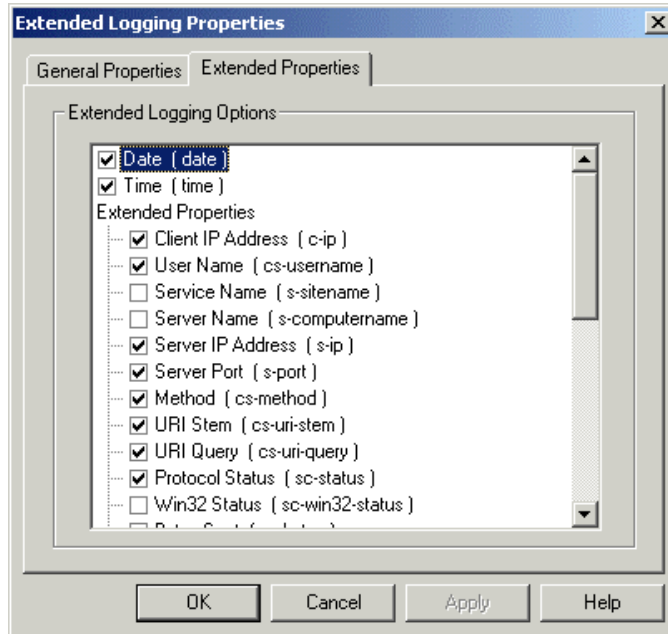 Extended Logging Properties
General Properties Extended Properties
Extended Logging Options
Date ( date )
Time ( time )
Extended Properties
Client IP Address ( c-ip )
User Name ( cs-username )
Service Name ( s-sitename )
Server Name ( s-computername )
Server IP Address ( s-ip )
Server Port ( s-port )
Method ( cs-method )
URI Stem ( cs-uri-stem )
URI Query ( cs-uri-query )
Protocol Status ( sc-status )
Win32 Status ( sc-win32-status )
OK Cancel Apply Help